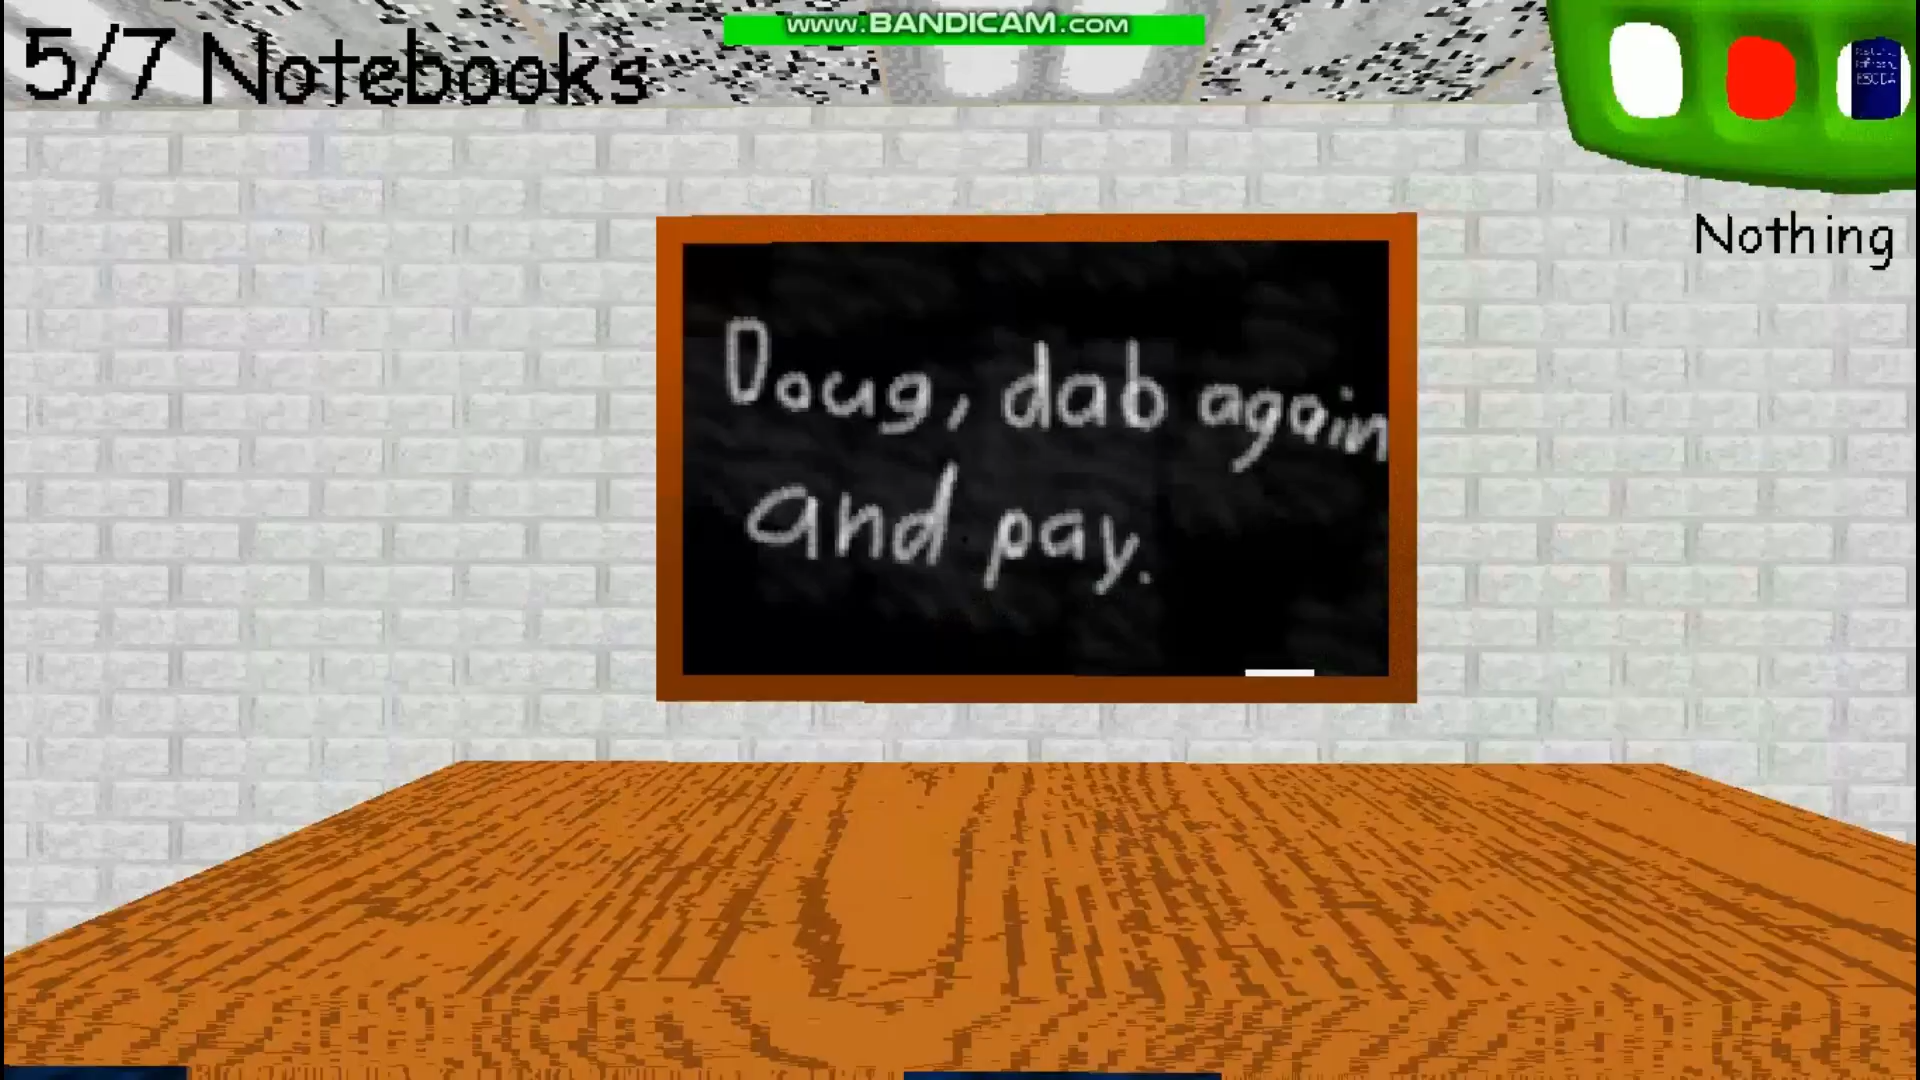 www.BANDICAM.com
5/7 Notebooks
Nothing
Doug, dab again
and pay.